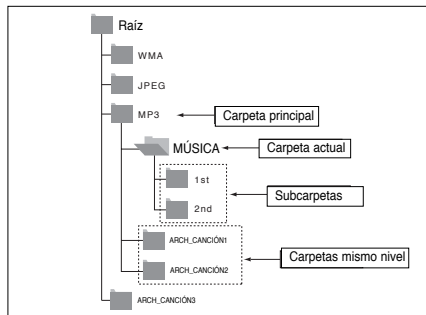 Raíz
WMA
JPEG
MP3
Carpeta principal
MÚSICA
Carpeta actual
1st
2nd
Subcarpetas
ARCH_CANCIÓN1
ARCH_CANCIÓN2
Carpetas mismo nivel
ARCH_CANCIÓN3